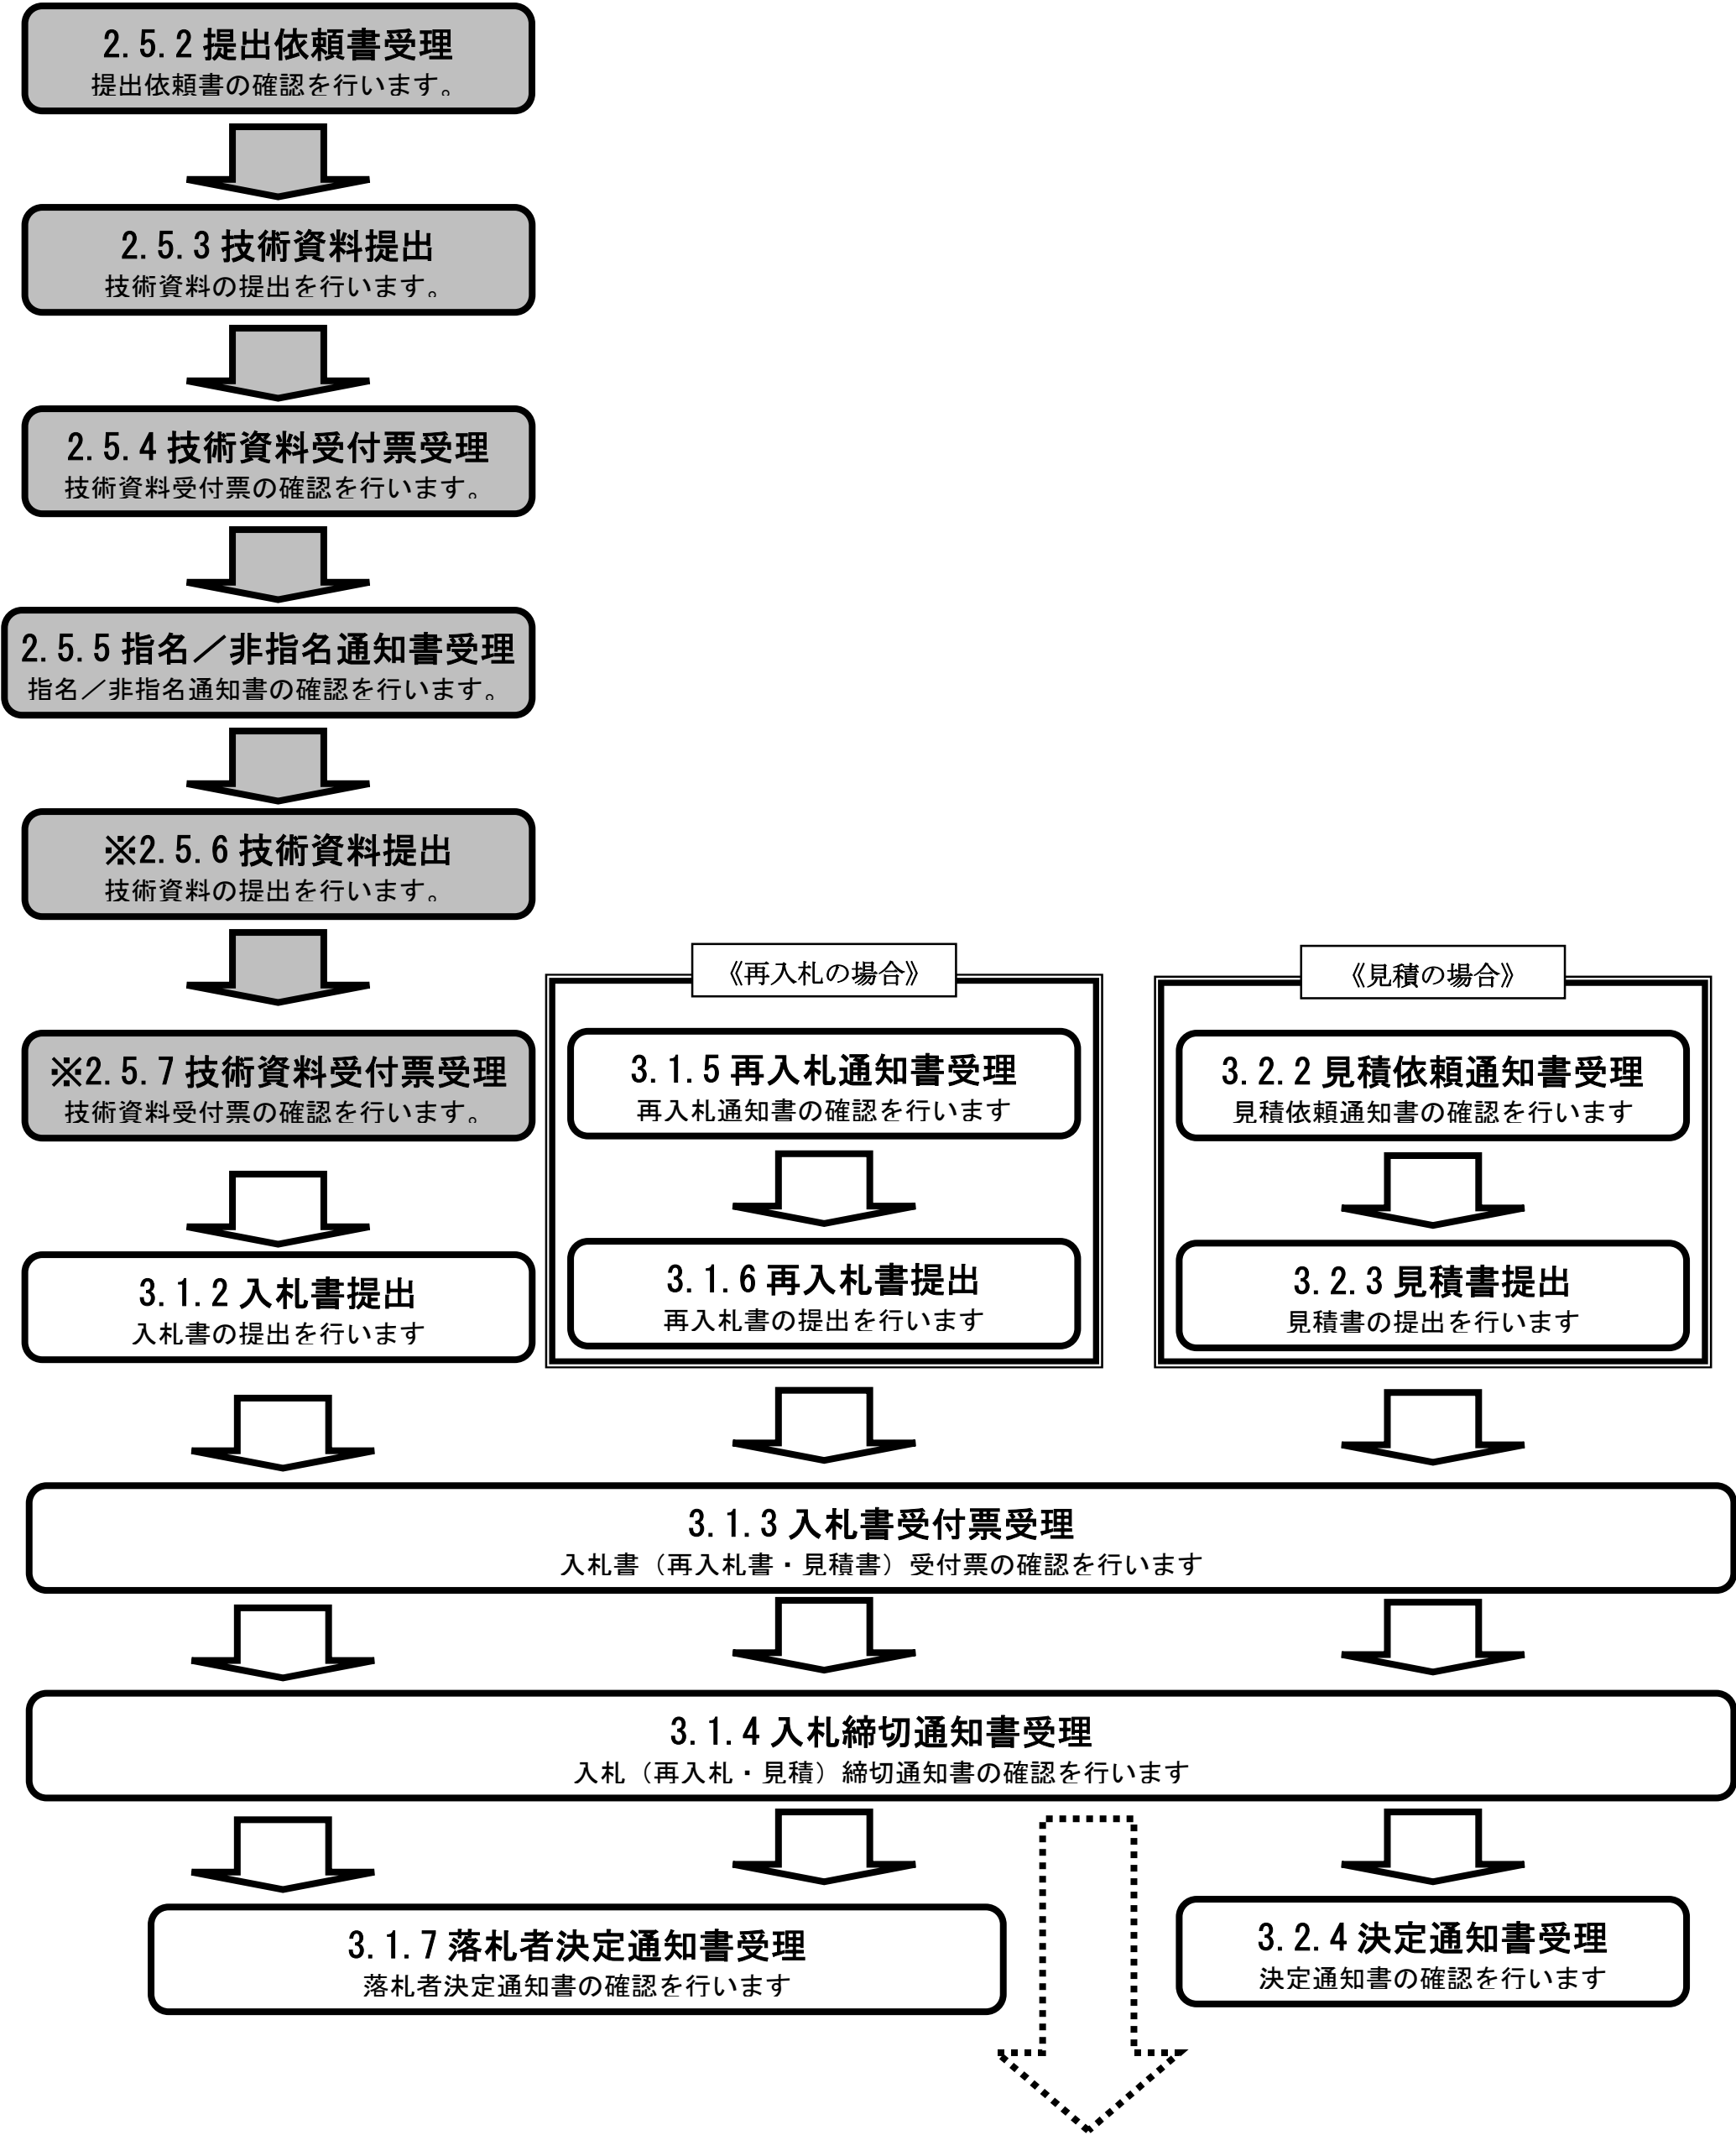 2.5.2 提出依頼書受理
提出依頼書の確認を行います。
2.5.3 技術資料提出
技術資料の提出を行います。
2.5.4 技術資料受付票受理
技術資料受付票の確認を行います。
2.5.5 指名／非指名通知書受理
指名／非指名通知書の確認を行います。
※2.5.6 技術資料提出
技術資料の提出を行います。
※2.5.7 技術資料受付票受理
技術資料受付票の確認を行います。
3.1.2 入札書提出
入札書の提出を行います
《再入札の場合》
3.1.5 再入札通知書受理
再入札通知書の確認を行います
3.1.6 再入札書提出
再入札書の提出を行います
《見積の場合》
3.2.2 見積依頼通知書受理
見積依頼通知書の確認を行います
3.2.3 見積書提出
見積書の提出を行います
3.1.3 入札書受付票受理
入札書（再入札書・見積書）受付票の確認を行います
3.1.4 入札締切通知書受理
入札（再入札・見積）締切通知書の確認を行います
3.1.7 落札者決定通知書受理
落札者決定通知書の確認を行います
3.2.4 決定通知書受理
決定通知書の確認を行います